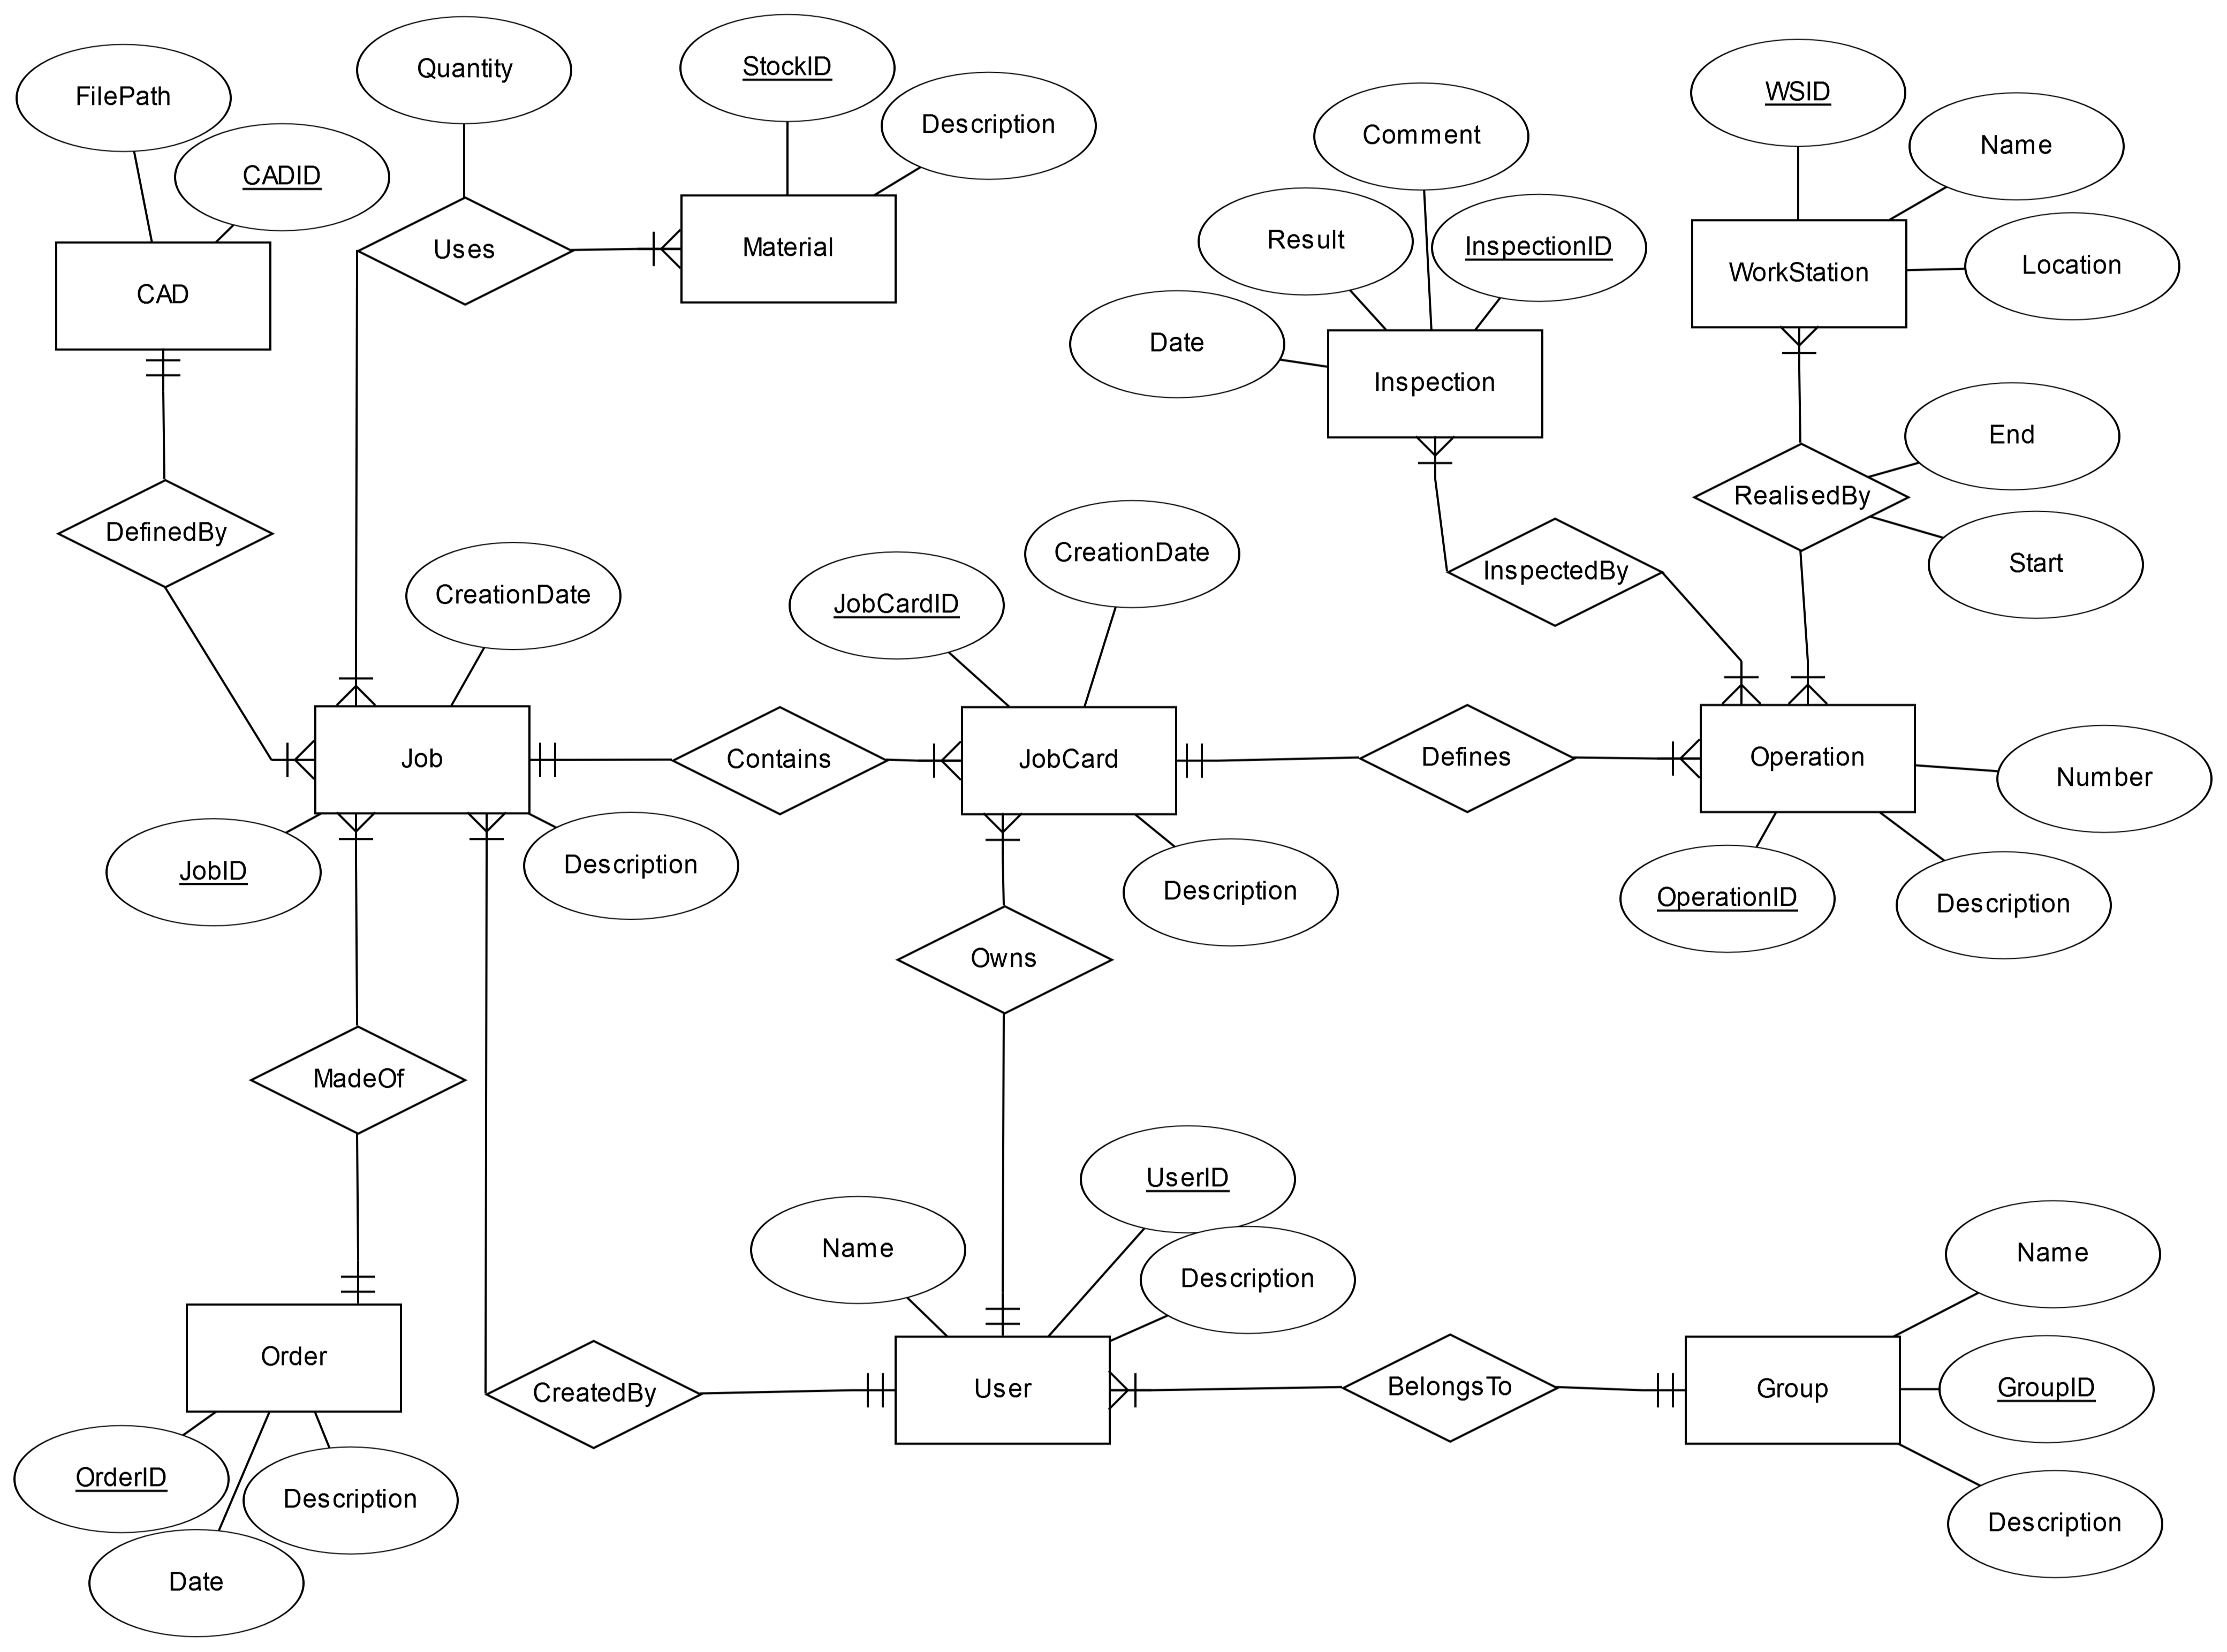 Quantity
StockID
FilePath
Description
WSID
CADID
Comment
Name
Uses
Material
Result
InspectionID
Location
CAD
WorkStation
Date
Inspection
End
DefinedBy
RealisedBy
CreationDate
CreationDate
InspectedBy
Start
JobCardID
Job
Contains
JobCard
Defines
Operation
Number
JobID
Description
Description
OperationID
Description
Owns
MadeOf
UserID
Name
Description
Name
Order
CreatedBy
User
BelongsTo
Group
GroupID
OrderID
Description
Description
Date